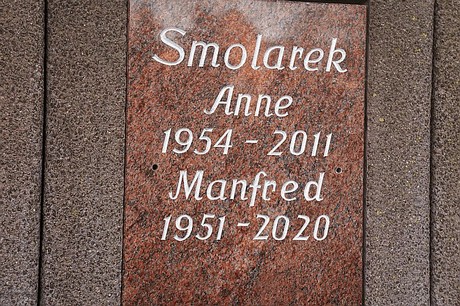 Smolarek
Anne
1954 - 2011
Manfred
1951 - 2020